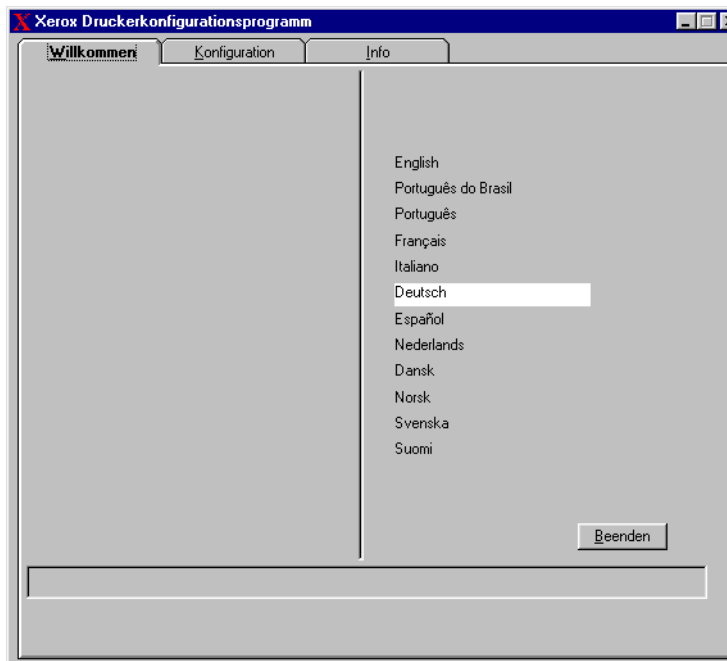 Xerox Druckerkonfigurationsprogramm
Willkommen
Konfiguration
Info
English
Português do Brasil
Português
Français
Italiano
Deutsch
Español
Nederlands
Dansk
Norsk
Svenska
Suomi
Beenden